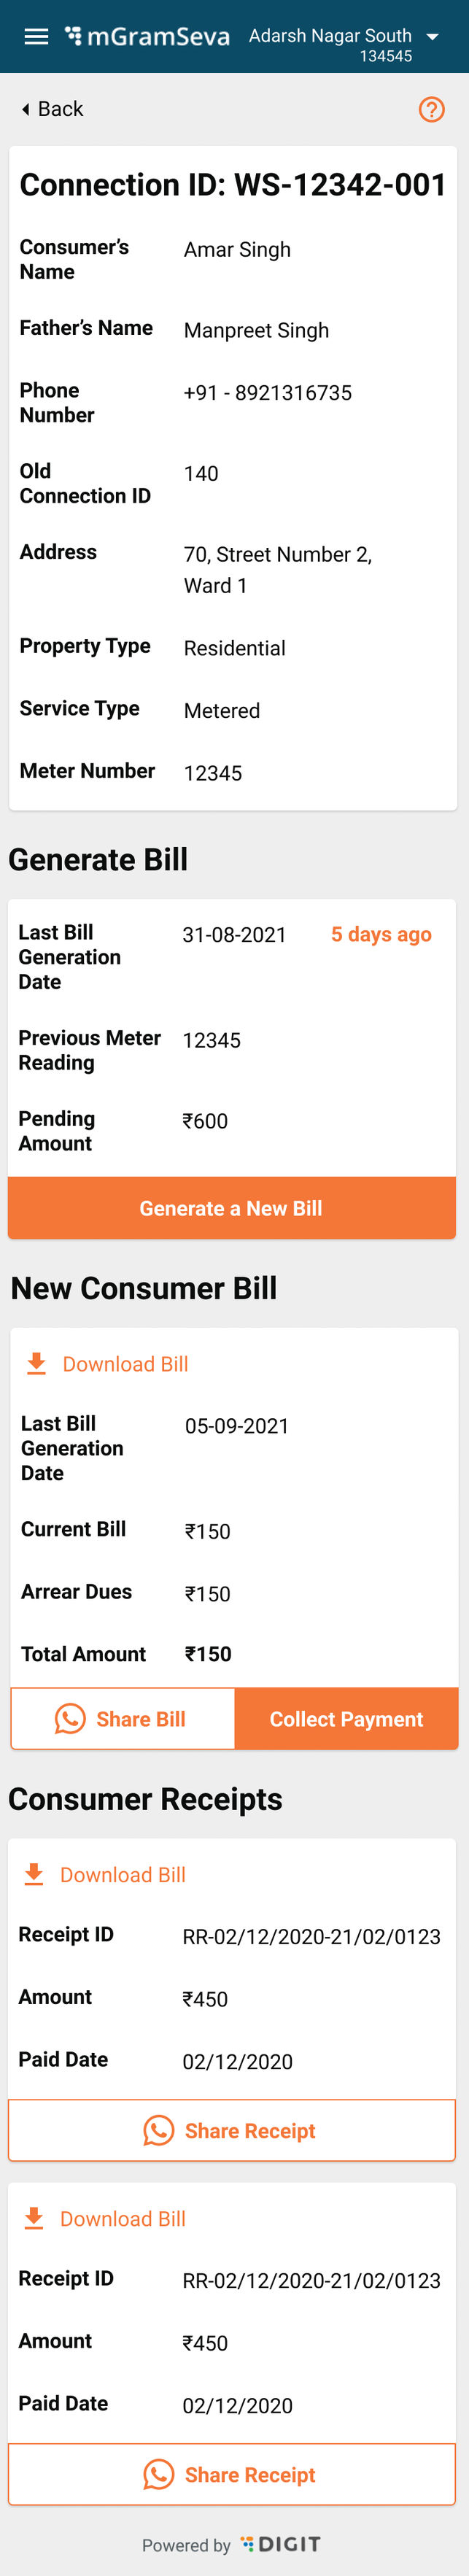 mGramSeva
Adarsh Nagar South
134545
Back
Connection ID: WS-12342-001
Consumer’s
Name
Amar Singh
Father’s Name
Manpreet Singh
Phone
Number
+91 - 8921316735
Old
Connection ID
140
Address
70, Street Number 2,
Ward 1
Property Type
Residential
Service Type
Metered
Meter Number
12345
Generate Bill
Last Bill
Generation
Date
31-08-2021
5 days ago
Previous Meter
Reading
12345
Pending
Amount
₹600
Generate a New Bill
New Consumer Bill
Download Bill
Last Bill
Generation
Date
05-09-2021
Current Bill
₹150
Arrear Dues
₹150
Total Amount
₹150
Share Bill
Collect Payment
Consumer Receipts
Download Bill
Receipt ID
RR-02/12/2020-21/02/0123
Amount
₹450
Paid Date
02/12/2020
Share Receipt
Download Bill
Receipt ID
RR-02/12/2020-21/02/0123
Amount
₹450
Paid Date
02/12/2020
Share Receipt
Powered by DIGIT